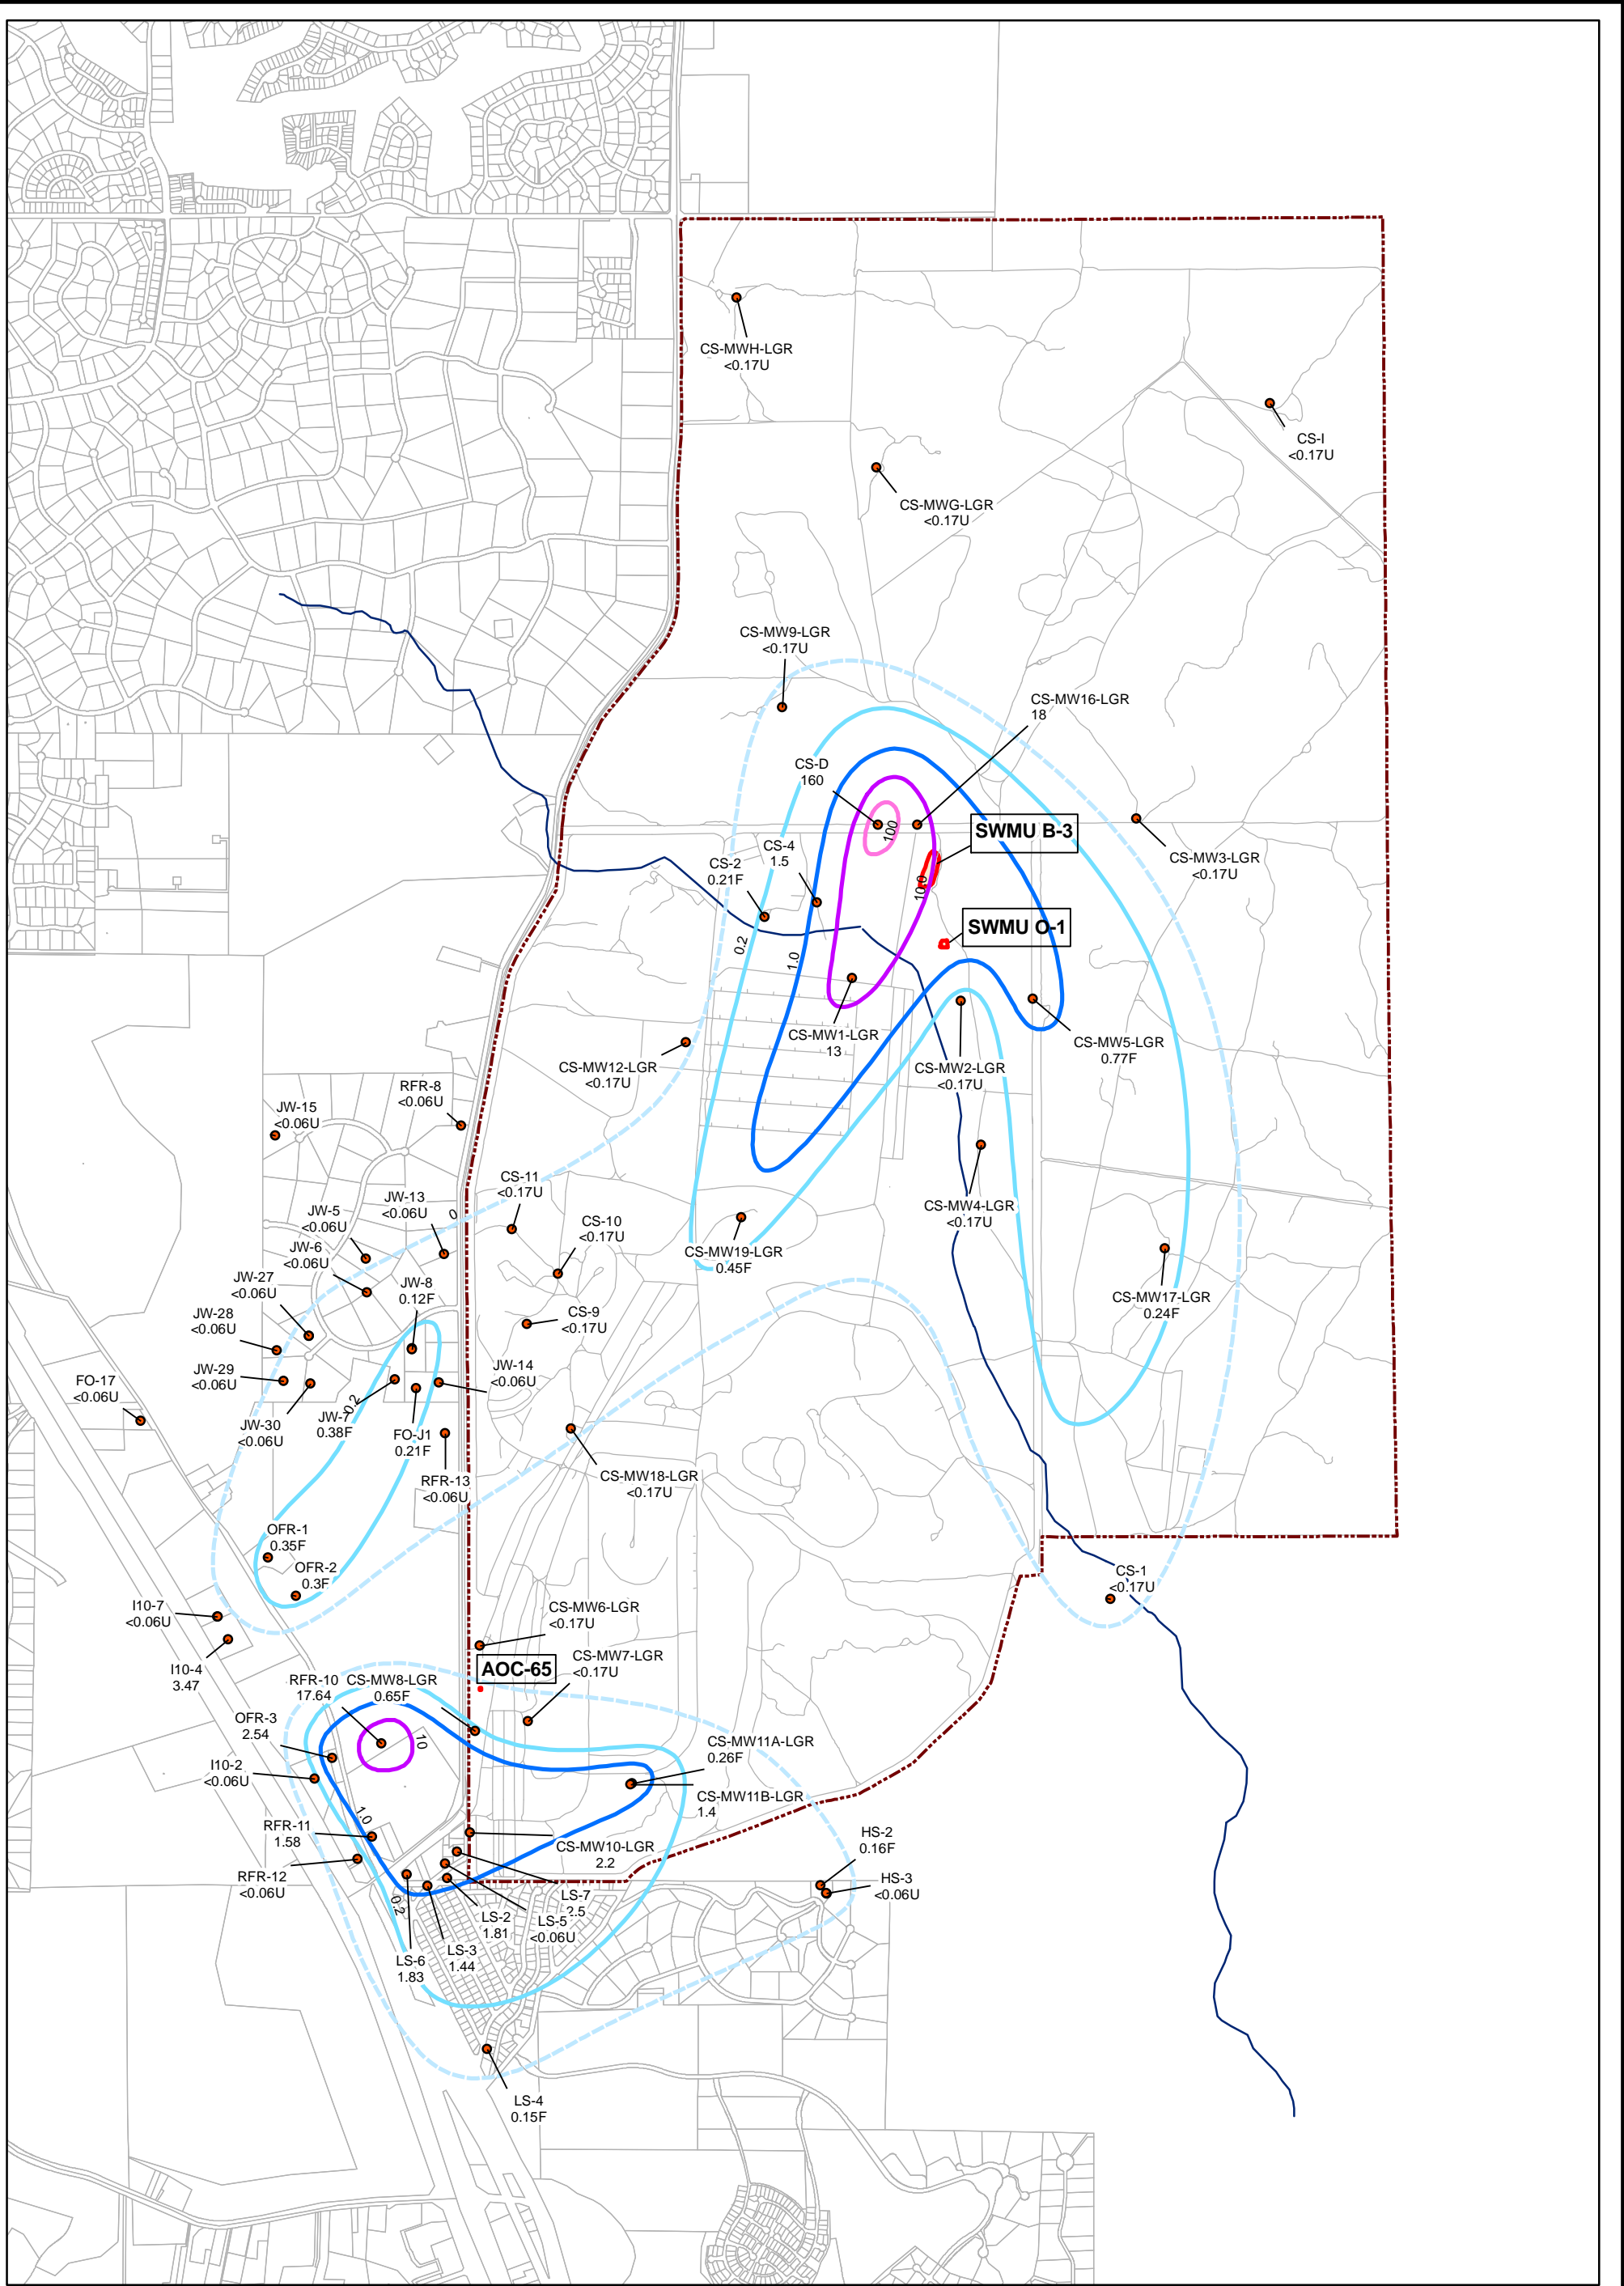 CS-MWH-LGR
<0.17U
CS-I
<0.17U
CS-MWG-LGR
<0.17U
CS-MW9-LGR
<0.17U
CS-MW16-LGR
18
CS-D
160
100
SWMU B-3
CS-4
1.5
CS-2
0.21F
CS-MW3-LGR
<0.17U
10.0
SWMU O-1
0.2
1.0
CS-MW1-LGR
13
CS-MW5-LGR
0.77F
CS-MW12-LGR
<0.17U
CS-MW2-LGR
<0.17U
RFR-8
<0.06U
JW-15
<0.06U
CS-11
<0.17U
JW-13
<0.06U
0
JW-5
<0.06U
CS-MW4-LGR
<0.17U
CS-10
<0.17U
JW-6
<0.06U
CS-MW19-LGR
0.45F
JW-27
<0.06U
JW-8
0.12F
CS-MW17-LGR
0.24F
JW-28
<0.06U
CS-9
<0.17U
JW-29
<0.06U
JW-14
<0.06U
FO-17
<0.06U
0.2
JW-7
0.38F
JW-30
<0.06U
FO-J1
0.21F
RFR-13
<0.06U
CS-MW18-LGR
<0.17U
OFR-1
0.35F
OFR-2
0.3F
CS-1
<0.17U
I10-7
<0.06U
CS-MW6-LGR
<0.17U
I10-4
3.47
AOC-65
CS-MW7-LGR
<0.17U
RFR-10
17.64
CS-MW8-LGR
0.65F
OFR-3
2.54
10
CS-MW11A-LGR
0.26F
I10-2
<0.06U
CS-MW11B-LGR
1.4
1.0
RFR-11
1.58
CS-MW10-LGR
2.2
HS-2
0.16F
RFR-12
<0.06U
HS-3
<0.06U
0.2
LS-7
2.5
LS-2
1.81
LS-5
<0.06U
LS-3
1.44
LS-6
1.83
LS-4
0.15F